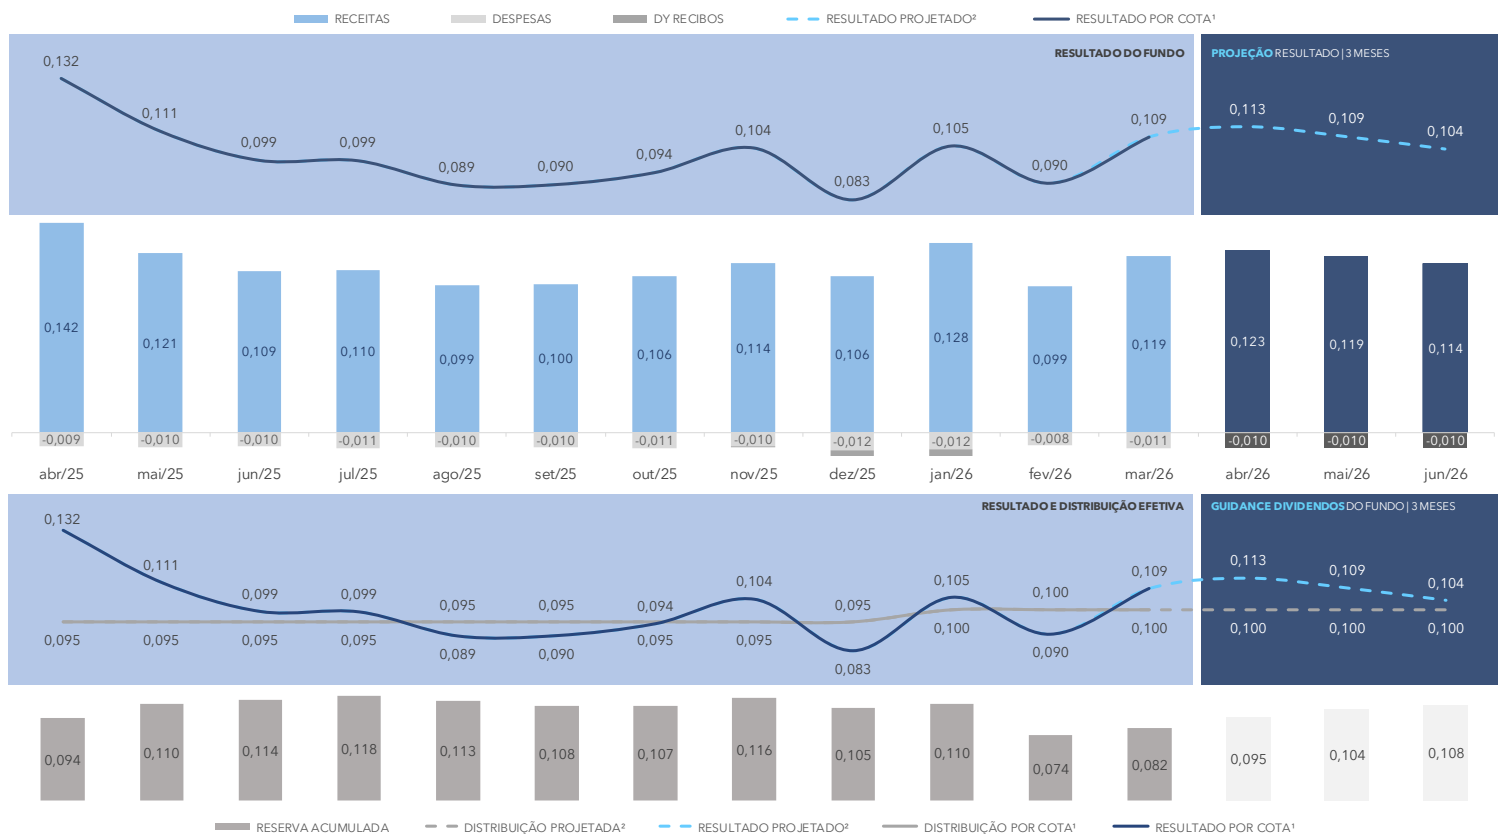 RECEITAS DESPESAS DY RECIBOS RESULTADO PROJETADO² RESULTADO POR COTA¹
RESULTADO DO FUNDO
PROJEÇÃO RESULTADO | 3 MESES
0,132 0,111 0,099 0,099 0,089 0,090 0,094 0,104 0,083 0,105 0,090 0,109 0,113 0,109 0,104
0,142 0,121 0,109 0,110 0,099 0,100 0,106 0,114 0,106 0,128 0,099 0,119 0,123 0,119 0,114
-0,009 -0,010 -0,010 -0,011 -0,010 -0,010 -0,011 -0,010 -0,012 -0,012 -0,008 -0,011 -0,010 -0,010 -0,010
abr/25 mai/25 jun/25 jul/25 ago/25 set/25 out/25 nov/25 dez/25 jan/26 fev/26 mar/26 abr/26 mai/26 jun/26
RESULTADO E DISTRIBUIÇÃO EFETIVA
GUIDANCE DIVIDENDOS DO FUNDO | 3 MESES
0,132 0,111 0,099 0,099 0,095 0,095 0,094 0,104 0,095 0,105 0,100 0,109 0,113 0,109 0,104
0,095 0,095 0,095 0,095 0,089 0,090 0,095 0,095 0,083 0,100 0,090 0,100 0,100 0,100 0,100
0,094 0,110 0,114 0,118 0,113 0,108 0,107 0,116 0,105 0,110 0,074 0,082 0,095 0,104 0,108
RESERVA ACUMULADA DISTRIBUIÇÃO PROJETADA² RESULTADO PROJETADO² DISTRIBUIÇÃO POR COTA¹ RESULTADO POR COTA¹